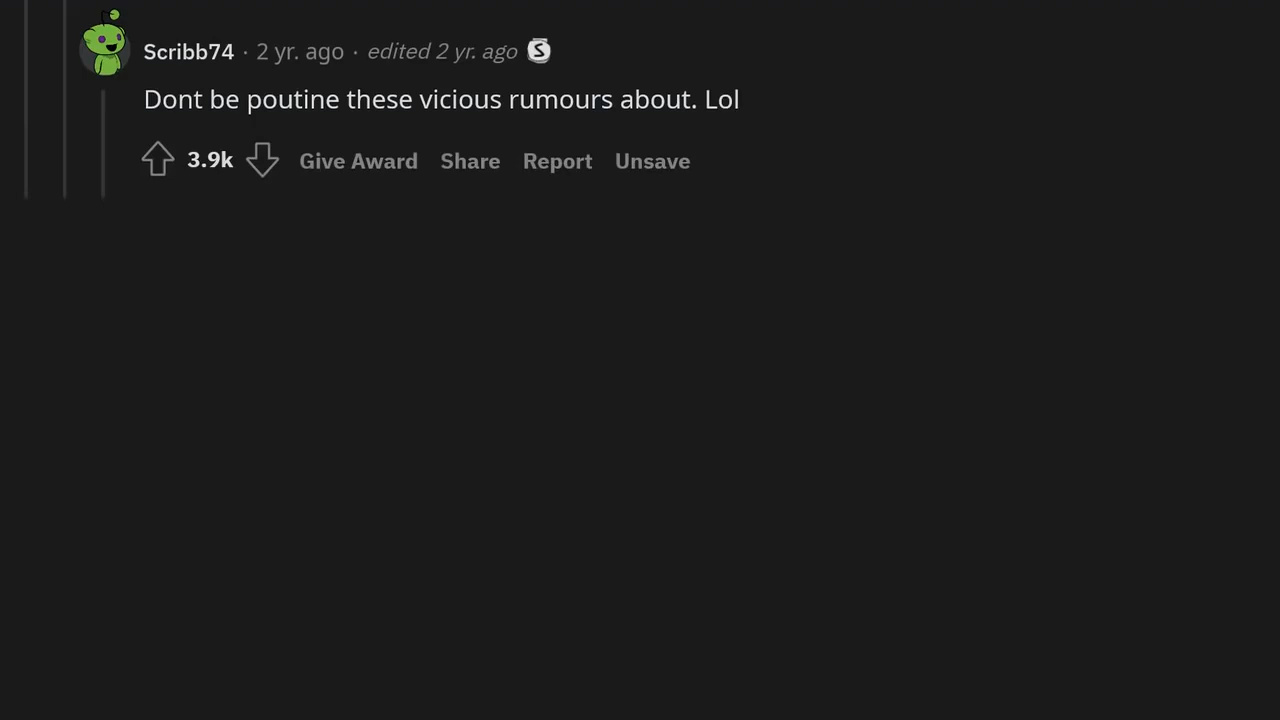 Scribb74 · 2 yr. ago · edited 2 yr. ago S
Dont be poutine these vicious rumours about. Lol
3.9k Give Award Share Report Unsave